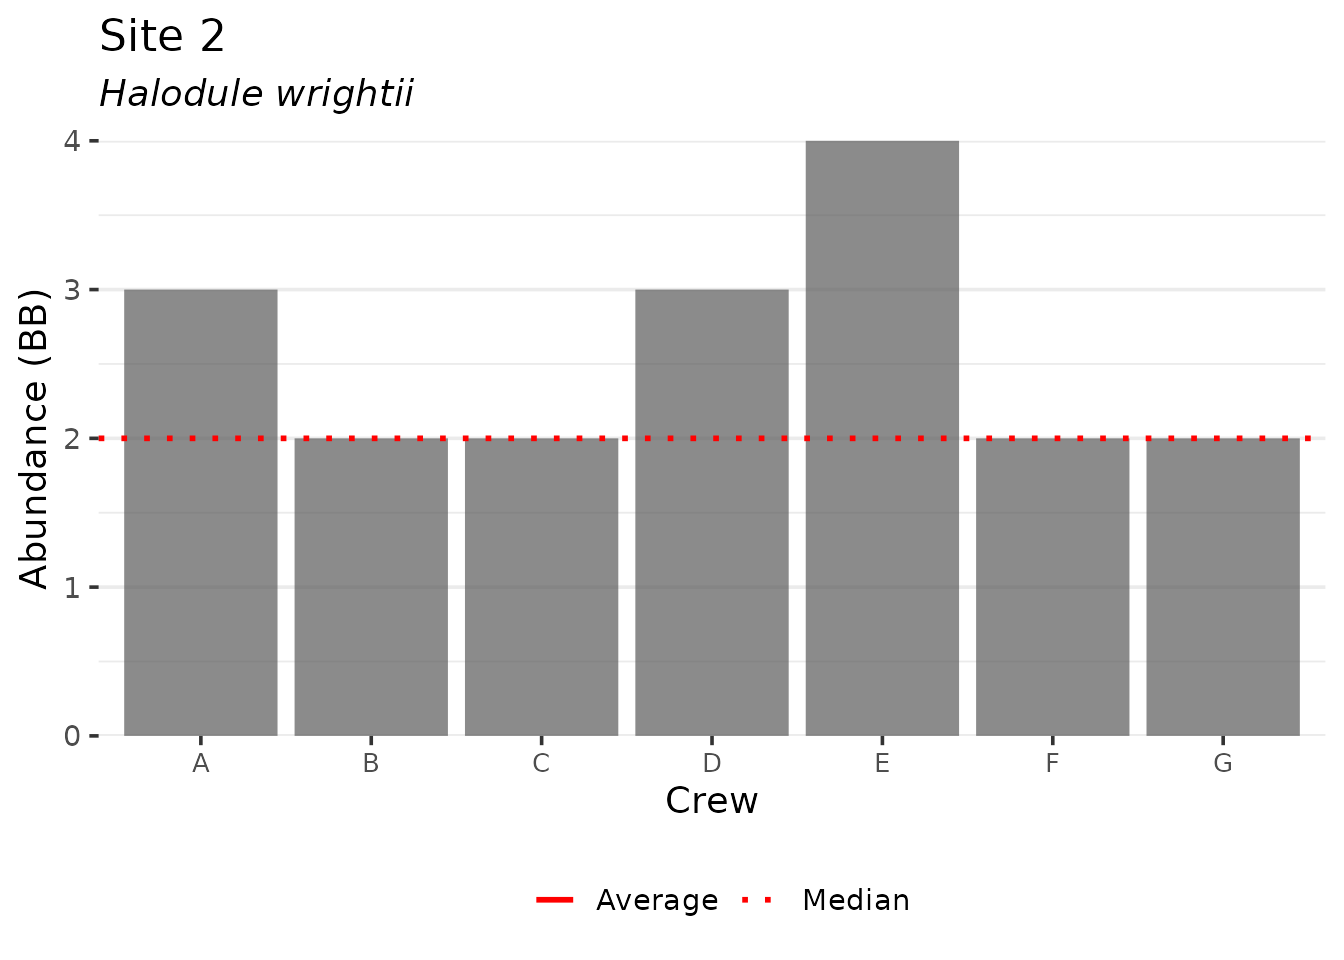 Site 2
Halodule wrightii
Abundance (BB)
4
3
2
1
0
A B C D E F G
Crew
Average Median